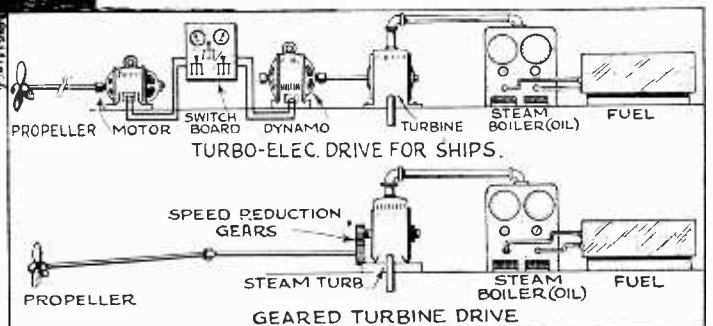 PROPELLER
MOTOR
SWITCH
BOARD
DYNAMO
TURBINE
STEAM
BOILER(OIL)
FUEL
TURBO-ELEC. DRIVE FOR SHIPS.
SPEED REDUCTION
GEARS
STEAM TURB
PROPELLER
STEAM
BOILER(OIL)
FUEL
GEARED TURBINE DRIVE